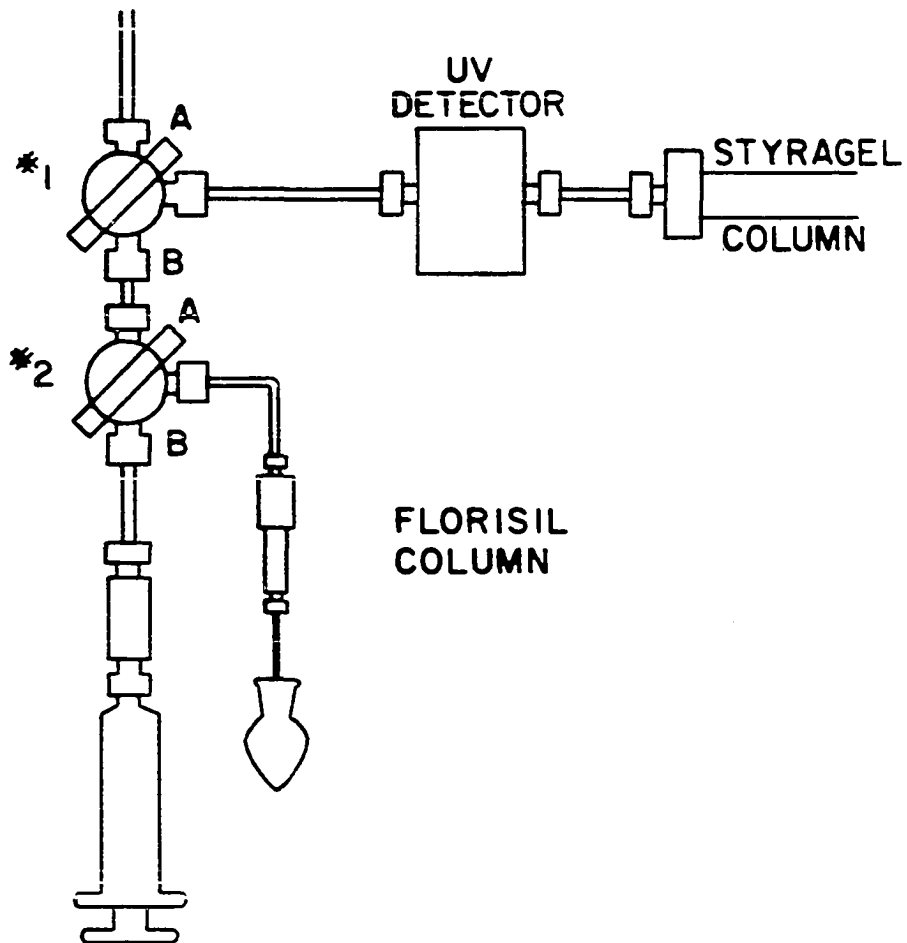 UV
DETECTOR
A
*1
STYRAGEL
COLUMN
B
A
*2
B
FLORISIL
COLUMN